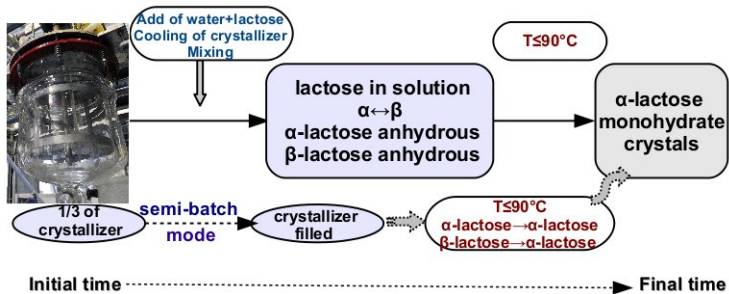 Add of water+lactose
Cooling of crystallizer
Mixing
T≤90°C
lactose in solution
α↔β
α-lactose anhydrous
β-lactose anhydrous
α-lactose
monohydrate
crystals
1/3 of
crystallizer
semi-batch
mode
crystallizer
filled
T≤90°C
α-lactose→α-lactose
β-lactose→α-lactose
Initial time
Final time